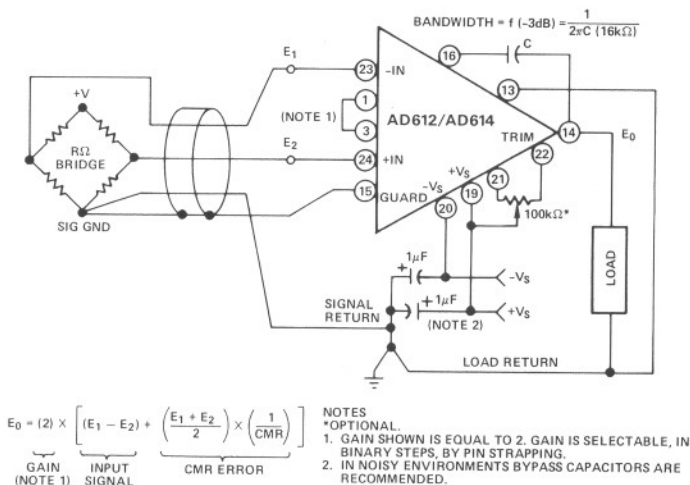 BANDWIDTH = f (-3dB) = 1
2πC (16kΩ)
E1
16
C
23
-IN
13
+V
1
(NOTE 1)
AD612/AD614
3
TRIM
14
E0
RΩ
BRIDGE
E2
24
+IN
22
+VS
21
-VS
19
15
GUARD
20
100kΩ*
SIG GND
LOAD
+ 1μF
-VS
SIGNAL
RETURN
+ 1μF
(NOTE 2)
+VS
LOAD RETURN
E0 = (2) × [ (E1 − E2) + ( E1 + E2 / 2 ) × ( 1 / CMR ) ]
GAIN
(NOTE 1)
INPUT
SIGNAL
CMR ERROR
NOTES
*OPTIONAL.
1. GAIN SHOWN IS EQUAL TO 2. GAIN IS SELECTABLE, IN
BINARY STEPS, BY PIN STRAPPING.
2. IN NOISY ENVIRONMENTS BYPASS CAPACITORS ARE
RECOMMENDED.